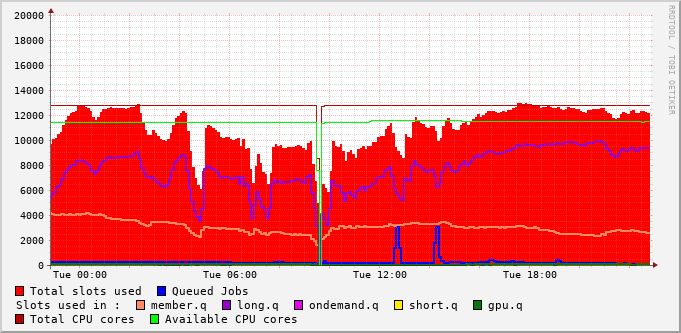 20000
18000
16000
14000
12000
10000
8000
6000
4000
2000
0
Tue 00:00 Tue 06:00 Tue 12:00 Tue 18:00
RRDTOOL / TOBI OETIKER
Total slots used Queued Jobs
Slots used in : member.q long.q ondemand.q short.q gpu.q
Total CPU cores Available CPU cores